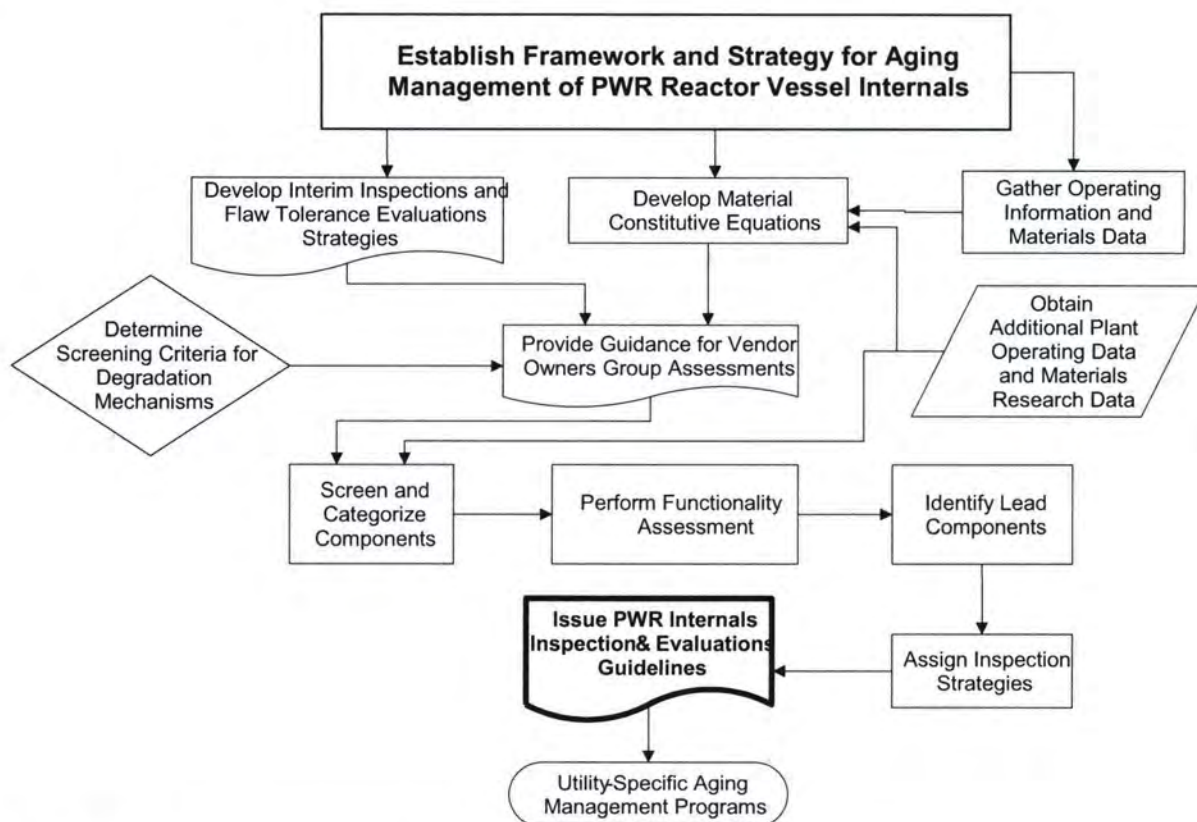 Establish Framework and Strategy for Aging
Management of PWR Reactor Vessel Internals
Develop Interim Inspections and
Flaw Tolerance Evaluations
Strategies
Develop Material
Constitutive Equations
Gather Operating
Information and
Materials Data
Determine
Screening Criteria for
Degradation
Mechanisms
Provide Guidance for Vendor
Owners Group Assessments
Obtain
Additional Plant
Operating Data
and Materials
Research Data
Screen and
Categorize
Components
Perform Functionality
Assessment
Identify Lead
Components
Issue PWR Internals
Inspection& Evaluations
Guidelines
Assign Inspection
Strategies
Utility-Specific Aging
Management Programs